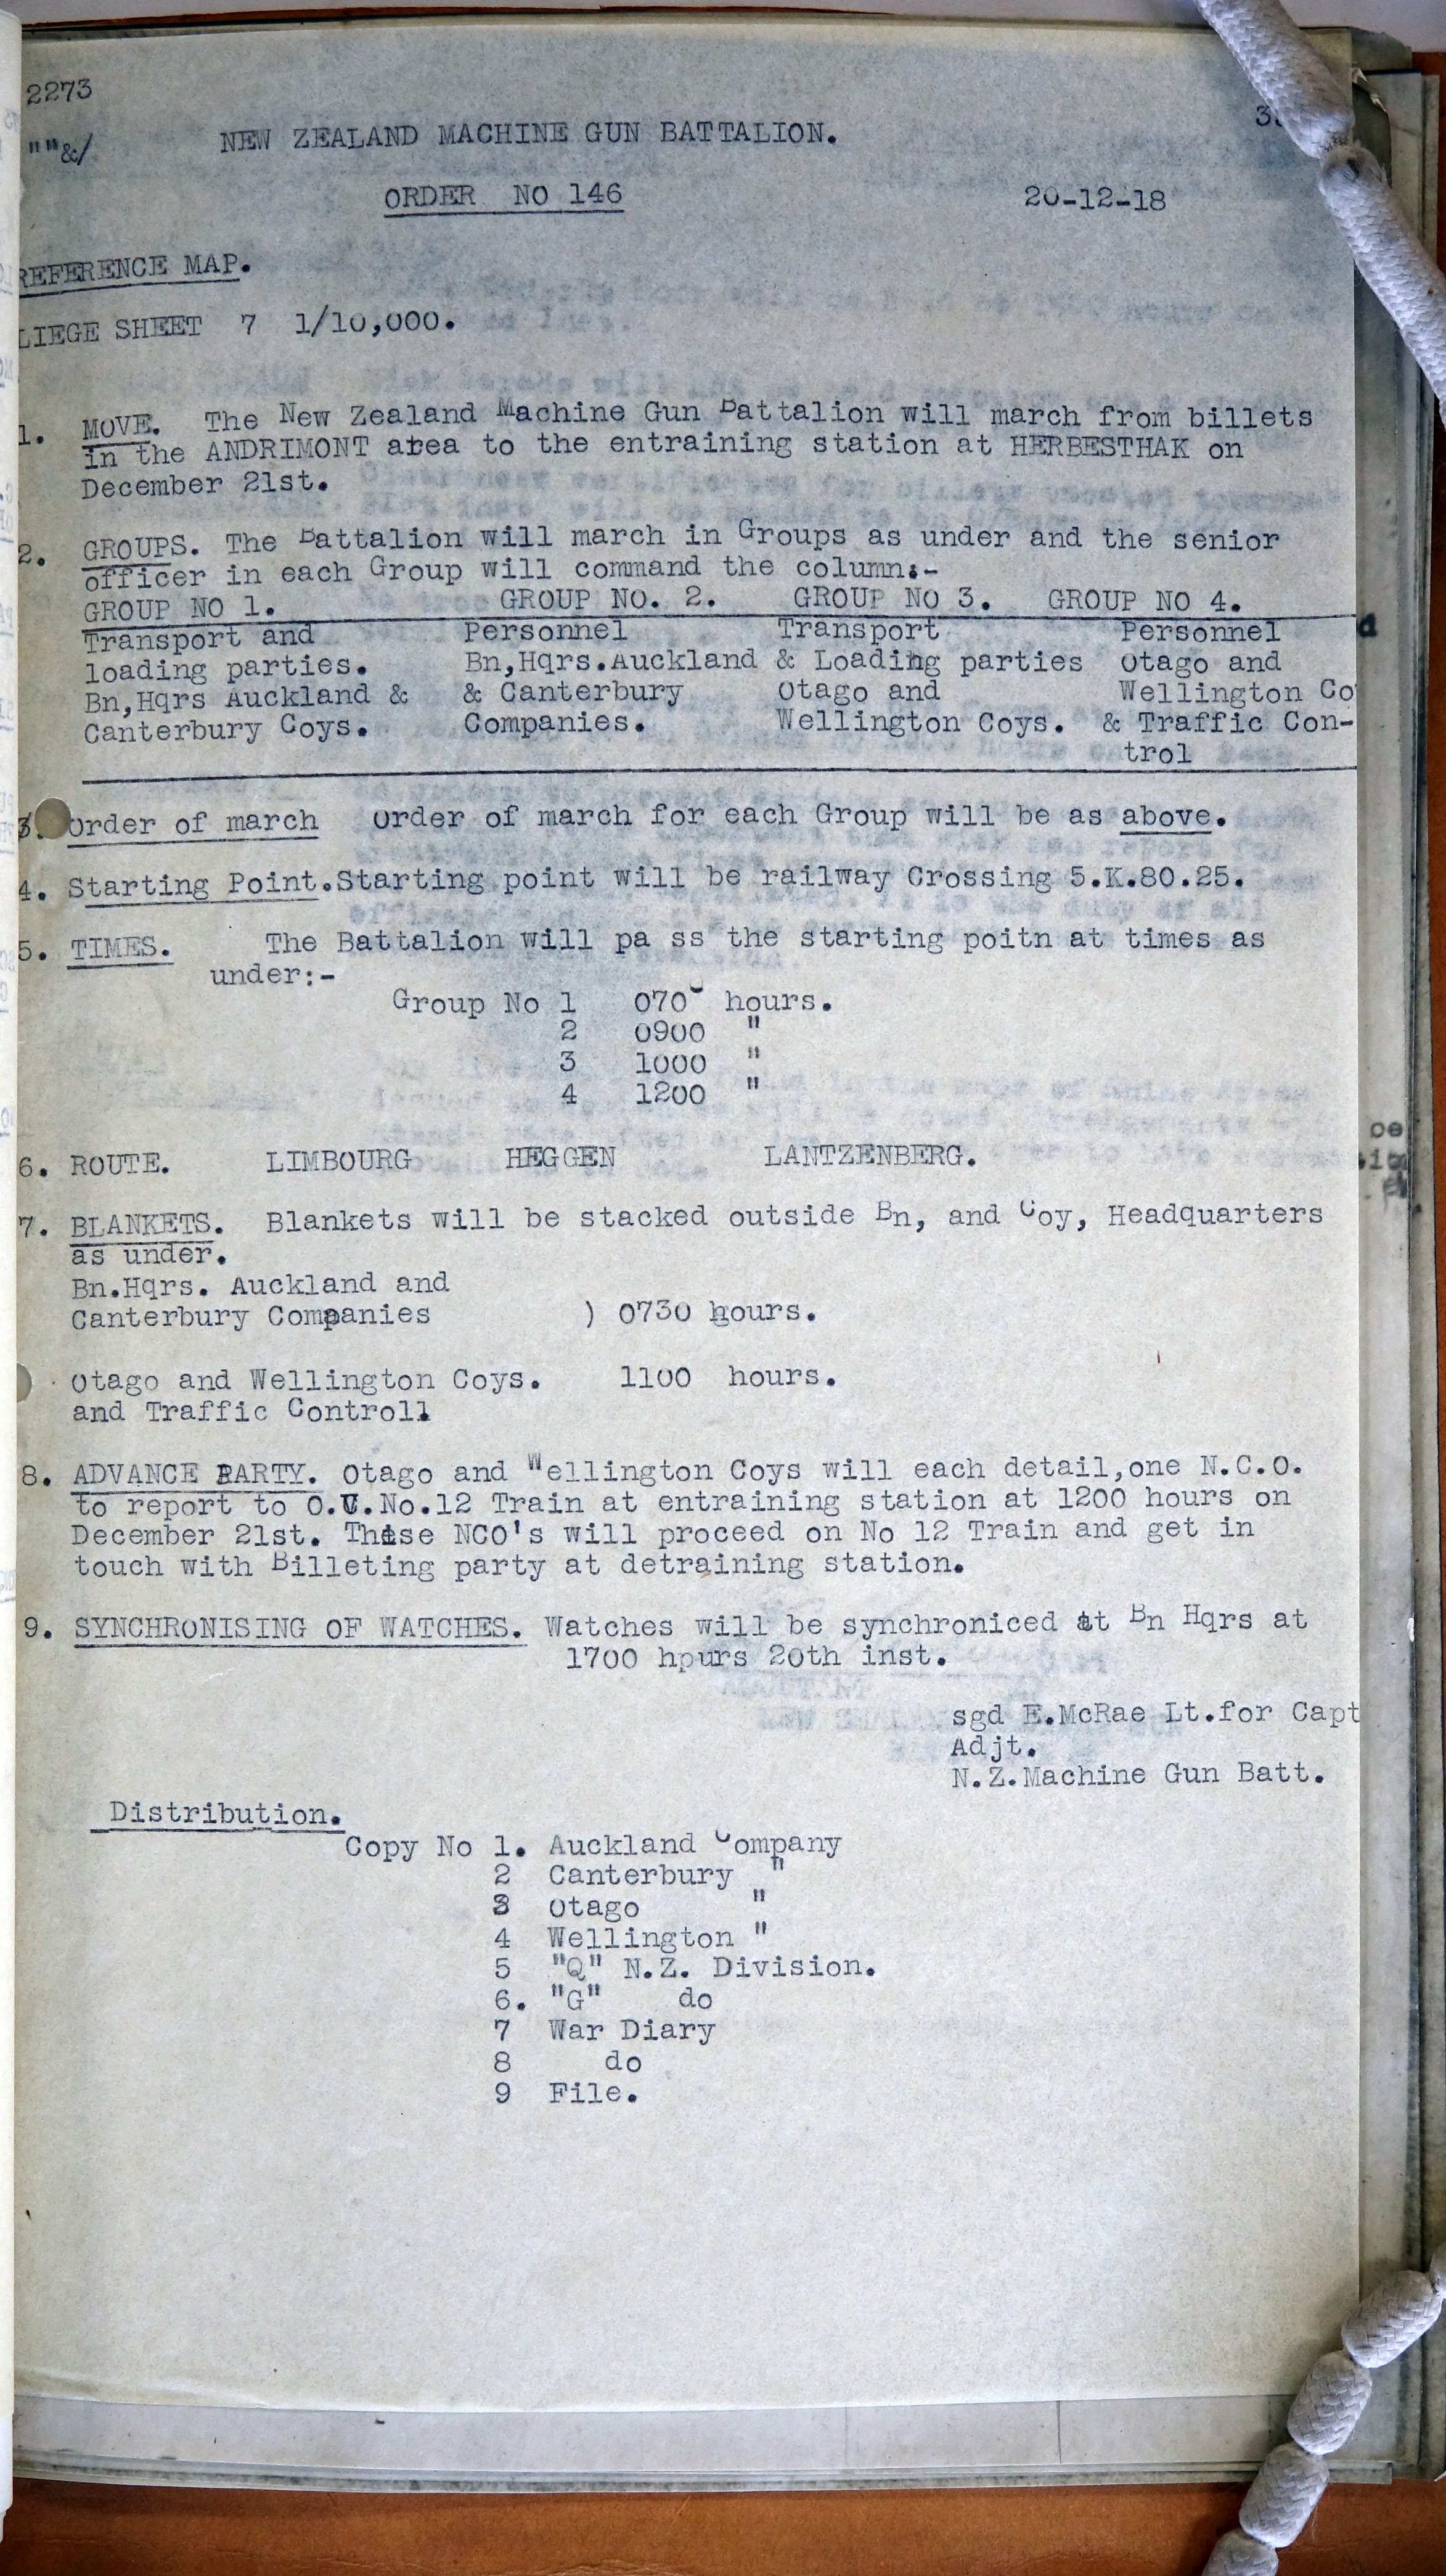 2273
""&/
NEW ZEALAND MACHINE GUN BATTALION.
ORDER NO 146 20-12-18
REFERENCE MAP.
LIEGE SHEET 7 1/10,000.
1. MOVE. The New Zealand Machine Gun Battalion will march from billets
in the ANDRIMONT area to the entraining station at HERBESTHAK on
December 21st.
2. GROUPS. The Battalion will march in Groups as under and the senior
officer in each Group will command the column:-
GROUP NO 1. GROUP NO. 2. GROUP NO 3. GROUP NO 4.
Transport and Personnel Transport Personnel
loading parties. Bn,Hqrs.Auckland & Loading parties Otago and
Bn,Hqrs Auckland & & Canterbury Otago and Wellington Co
Canterbury Coys. Companies. Wellington Coys. & Traffic Con-
trol
3. Order of march Order of march for each Group will be as above.
4. Starting Point.Starting point will be railway Crossing 5.K.80.25.
5. TIMES. The Battalion will pa ss the starting poitn at times as
under:-
Group No 1 0700 hours.
2 0900 "
3 1000 "
4 1200 "
6. ROUTE. LIMBOURG HEGGEN LANTZENBERG.
7. BLANKETS. Blankets will be stacked outside Bn, and Coy, Headquarters
as under.
Bn.Hqrs. Auckland and
Canterbury Companies ) 0730 hours.
Otago and Wellington Coys. 1100 hours.
and Traffic Controll
8. ADVANCE PARTY. Otago and Wellington Coys will each detail,one N.C.O.
to report to O.C.No.12 Train at entraining station at 1200 hours on
December 21st. These NCO's will proceed on No 12 Train and get in
touch with Billeting party at detraining station.
9. SYNCHRONISING OF WATCHES. Watches will be synchroniced at Bn Hqrs at
1700 hpurs 20th inst.
sgd E.McRae Lt.for Capt
Adjt.
N.Z.Machine Gun Batt.
Distribution.
Copy No 1. Auckland Company
2 Canterbury "
3 Otago "
4 Wellington "
5 "Q" N.Z. Division.
6. "G" do
7 War Diary
8 do
9 File.